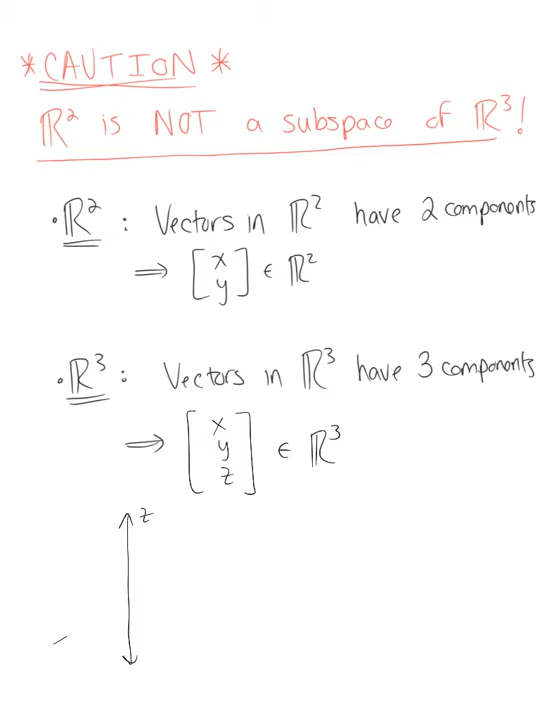 *CAUTION*
ℝ² is NOT a subspace of ℝ³!
• ℝ² : Vectors in ℝ² have 2 components
⟹ [x y] ∈ ℝ²
• ℝ³ : Vectors in ℝ³ have 3 components
⟹ [x y z] ∈ ℝ³
z